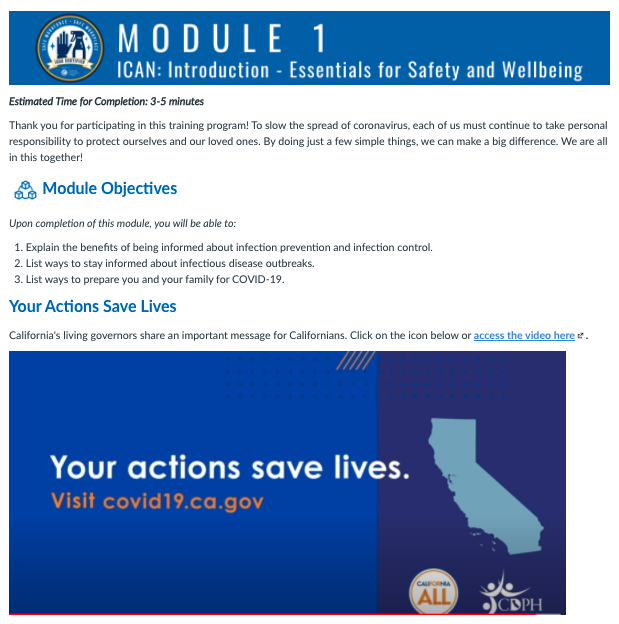 MODULE 1
ICAN: Introduction - Essentials for Safety and Wellbeing
Estimated Time for Completion: 3-5 minutes
Thank you for participating in this training program! To slow the spread of coronavirus, each of us must continue to take personal
responsibility to protect ourselves and our loved ones. By doing just a few simple things, we can make a big difference. We are all
in this together!
Module Objectives
Upon completion of this module, you will be able to:
1. Explain the benefits of being informed about infection prevention and infection control.
2. List ways to stay informed about infectious disease outbreaks.
3. List ways to prepare you and your family for COVID-19.
Your Actions Save Lives
California's living governors share an important message for Californians. Click on the icon below or access the video here.
Your actions save lives.
Visit covid19.ca.gov
CALIFORNIA
ALL
CDPH